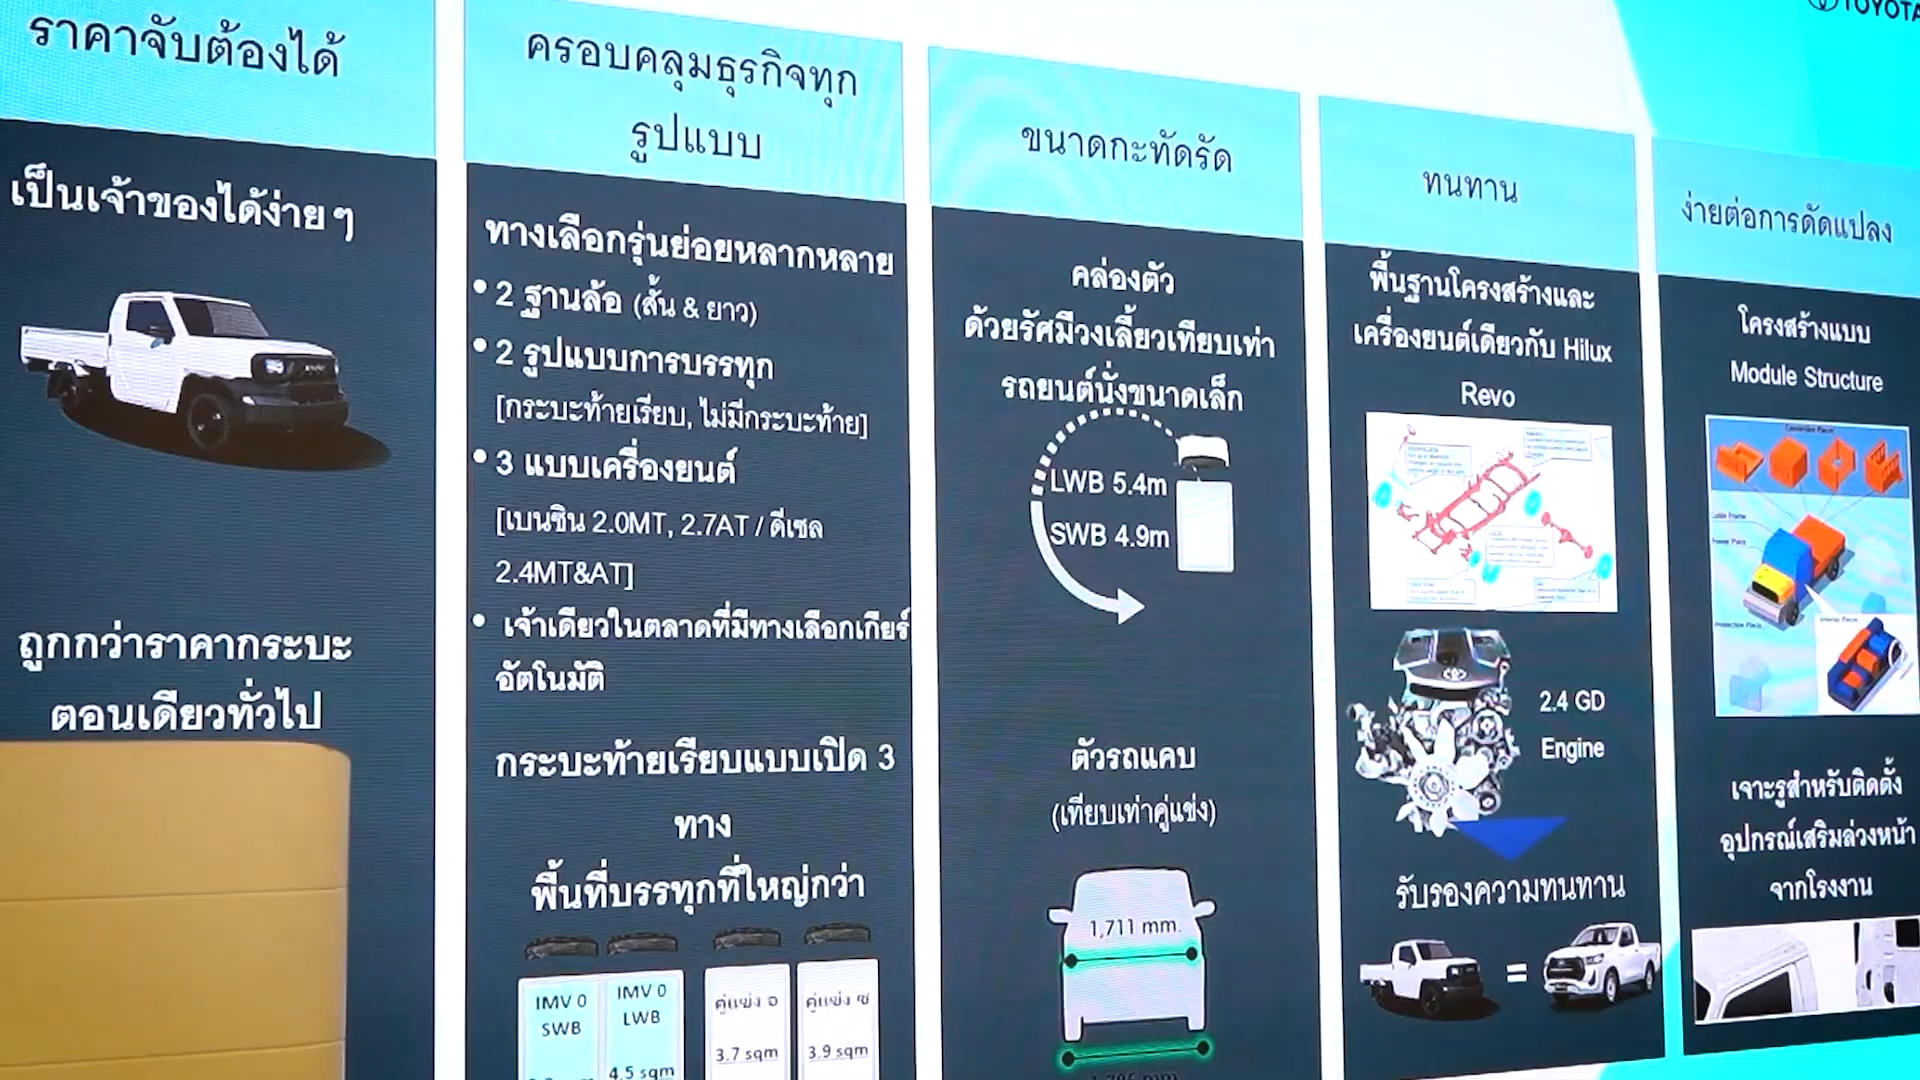 TOYOTA
ราคาจับต้องได้
เป็นเจ้าของได้ง่าย ๆ
ถูกกว่าราคากระบะ
ตอนเดียวทั่วไป
ครอบคลุมธุรกิจทุก
รูปแบบ
ทางเลือกรุ่นย่อยหลากหลาย
• 2 ฐานล้อ (สั้น & ยาว)
• 2 รูปแบบการบรรทุก
[กระบะท้ายเรียบ, ไม่มีกระบะท้าย]
• 3 แบบเครื่องยนต์
[เบนซิน 2.0MT, 2.7AT / ดีเซล
2.4MT&AT]
• เจ้าเดียวในตลาดที่มีทางเลือกเกียร์
อัตโนมัติ
กระบะท้ายเรียบแบบเปิด 3
ทาง
พื้นที่บรรทุกที่ใหญ่กว่า
IMV 0
SWB
IMV 0
LWB
4.5 sqm
คู่แข่ง อ
3.7 sqm
คู่แข่ง ซ
3.9 sqm
ขนาดกะทัดรัด
คล่องตัว
ด้วยรัศมีวงเลี้ยวเทียบเท่า
รถยนต์นั่งขนาดเล็ก
LWB 5.4m
SWB 4.9m
ตัวรถแคบ
(เทียบเท่าคู่แข่ง)
1,711 mm.
ทนทาน
พื้นฐานโครงสร้างและ
เครื่องยนต์เดียวกับ Hilux
Revo
2.4 GD
Engine
รับรองความทนทาน
=
ง่ายต่อการดัดแปลง
โครงสร้างแบบ
Module Structure
เจาะรูสำหรับติดตั้ง
อุปกรณ์เสริมล่วงหน้า
จากโรงงาน